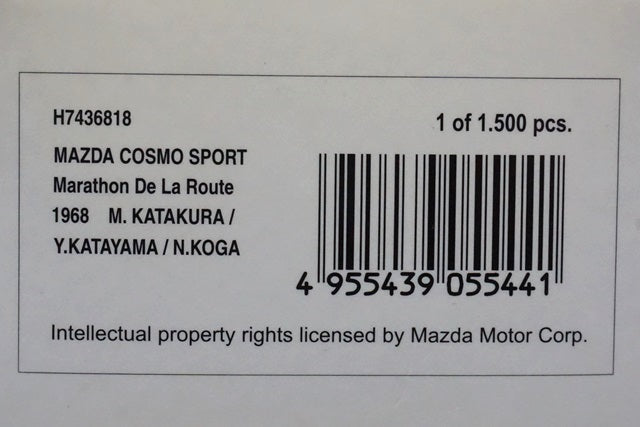 H7436818
1 of 1.500 pcs.
MAZDA COSMO SPORT
Marathon De La Route
1968 M. KATAKURA /
Y.KATAYAMA / N.KOGA
4 955439 055441
Intellectual property rights licensed by Mazda Motor Corp.